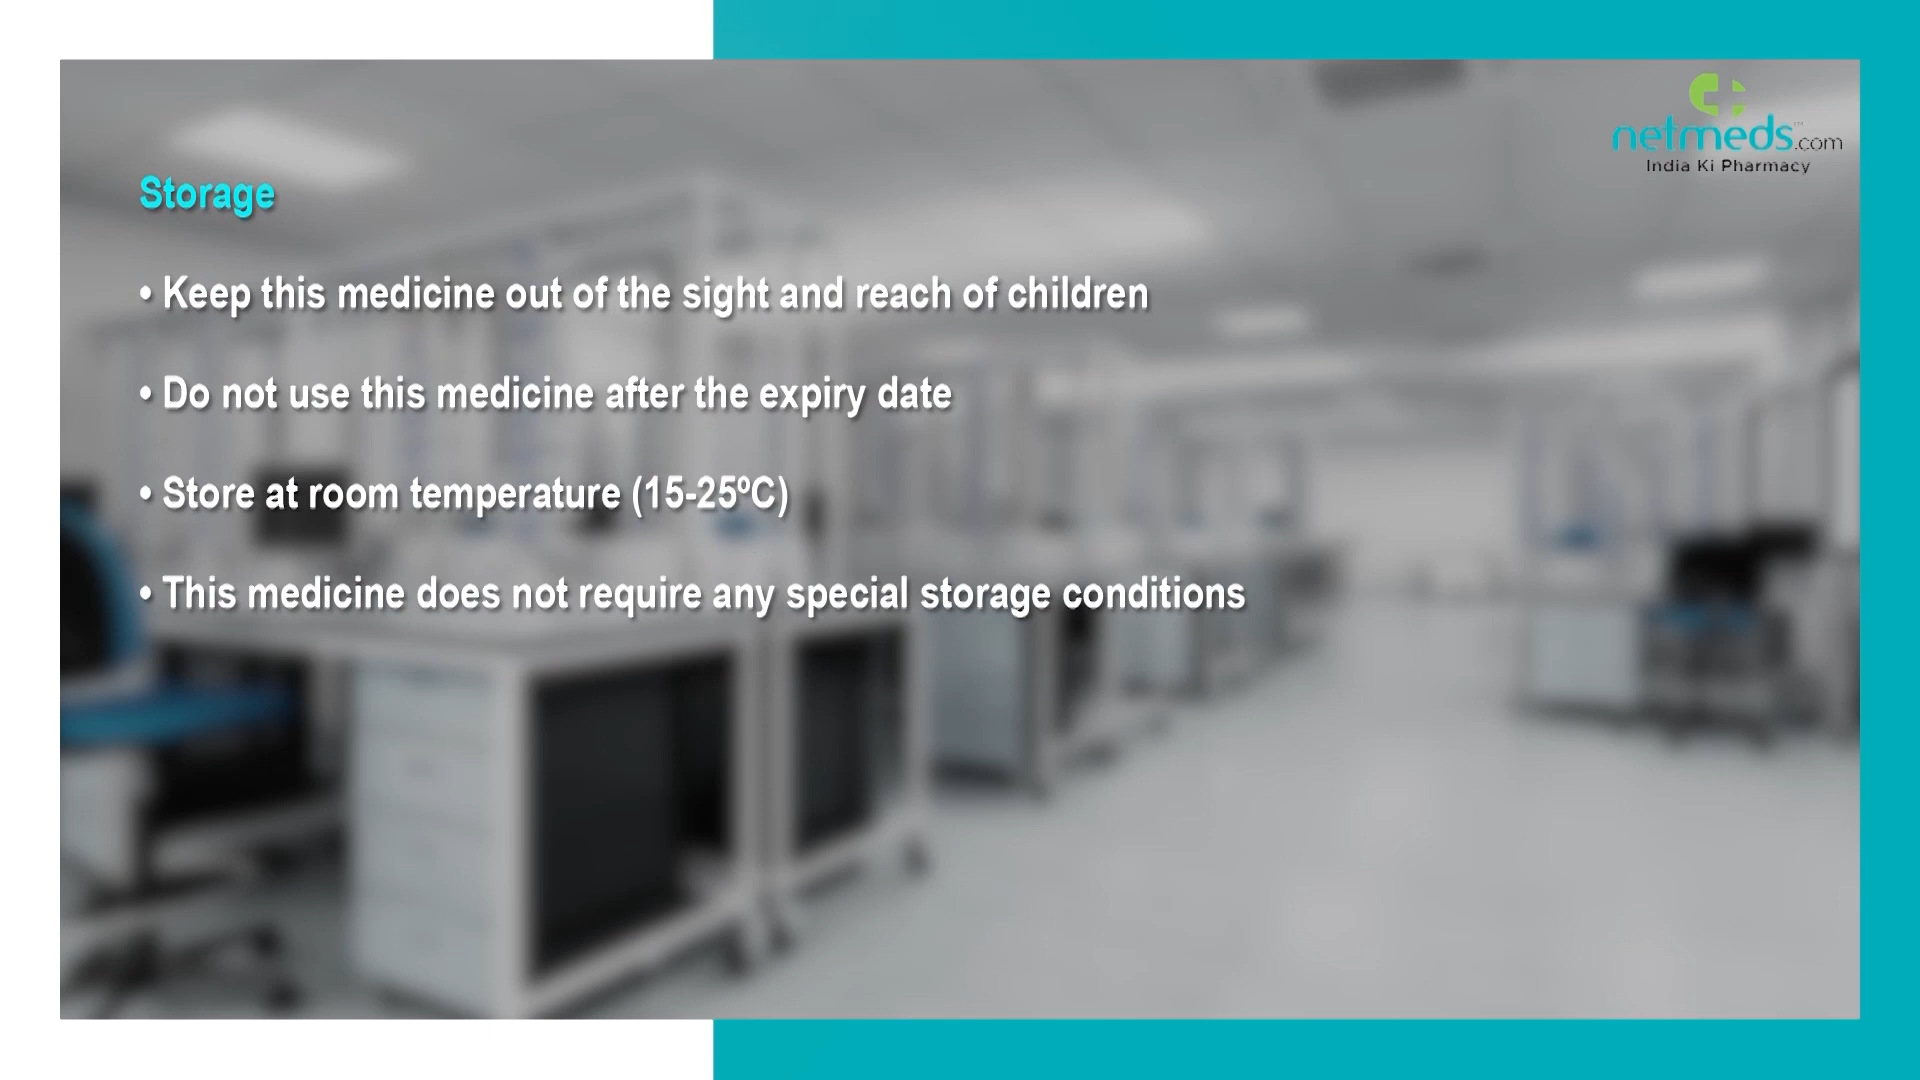 netmeds.com
India Ki Pharmacy
Storage
• Keep this medicine out of the sight and reach of children
• Do not use this medicine after the expiry date
• Store at room temperature (15-25ºC)
• This medicine does not require any special storage conditions